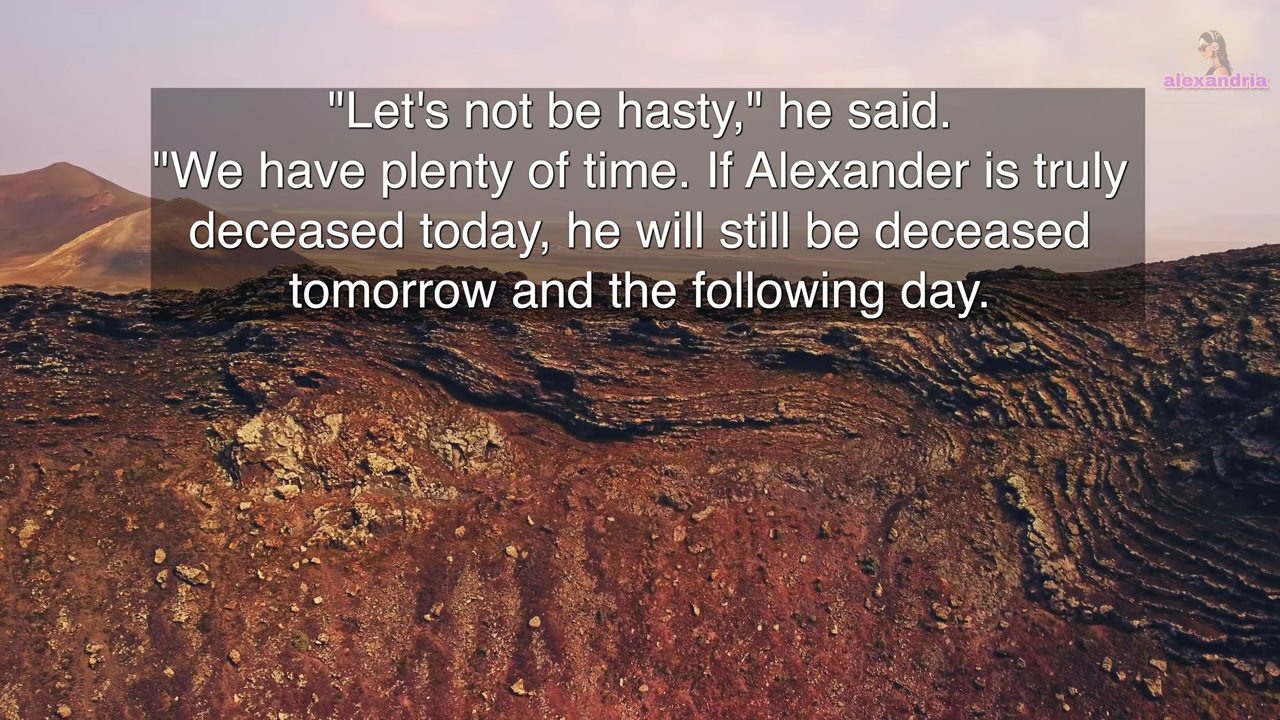 alexandria
"Let's not be hasty," he said.
"We have plenty of time. If Alexander is truly
deceased today, he will still be deceased
tomorrow and the following day.